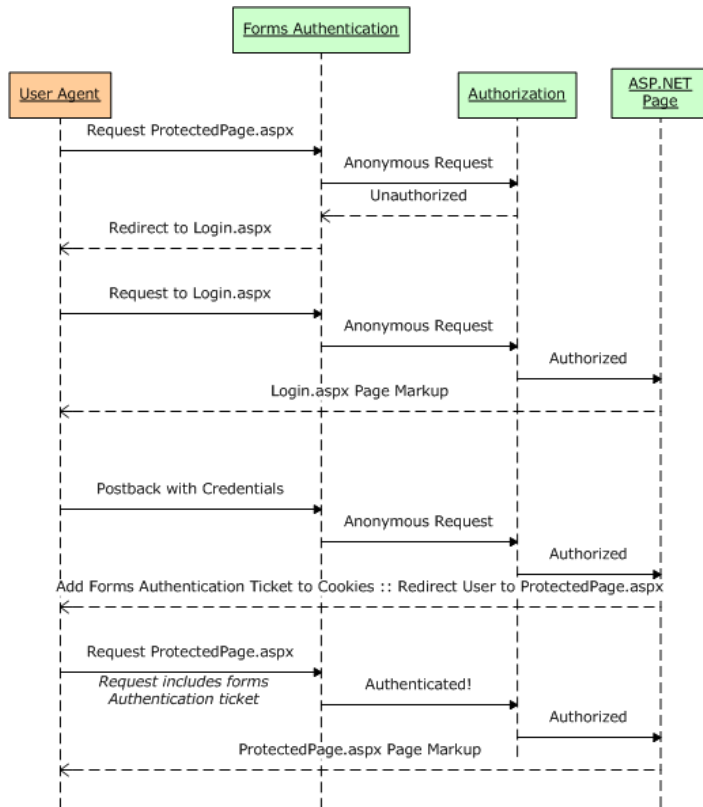 Forms Authentication
User Agent
Authorization
ASP.NET
Page
Request ProtectedPage.aspx
Anonymous Request
Unauthorized
Redirect to Login.aspx
Request to Login.aspx
Anonymous Request
Authorized
Login.aspx Page Markup
Postback with Credentials
Anonymous Request
Authorized
Add Forms Authentication Ticket to Cookies :: Redirect User to ProtectedPage.aspx
Request ProtectedPage.aspx
Request includes forms
Authentication ticket
Authenticated!
Authorized
ProtectedPage.aspx Page Markup